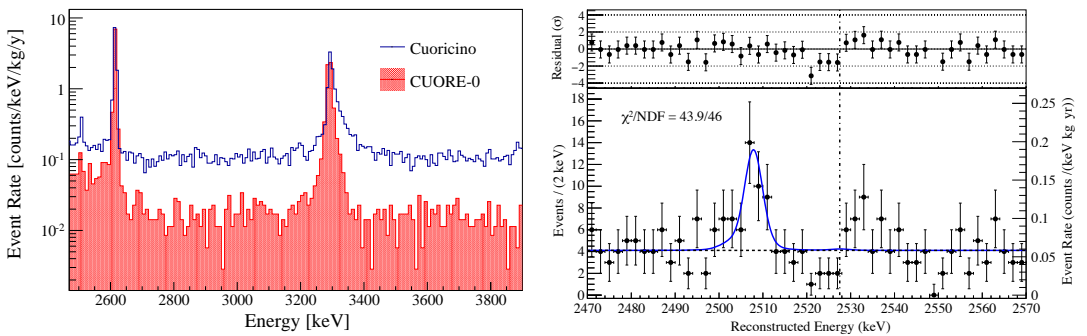 10
1
10⁻¹
10⁻²
Event Rate [counts/keV/kg/y]
Cuoricino
CUORE-0
2600 2800 3000 3200 3400 3600 3800
Energy [keV]
4
2
0
−2
−4
Residual (σ)
χ²/NDF = 43.9/46
18
16
14
12
10
8
6
4
2
0
Events / (2 keV)
0.25
0.2
0.15
0.10
0.05
0
Event Rate (counts /(keV kg yr))
2470 2480 2490 2500 2510 2520 2530 2540 2550 2560 2570
Reconstructed Energy (keV)